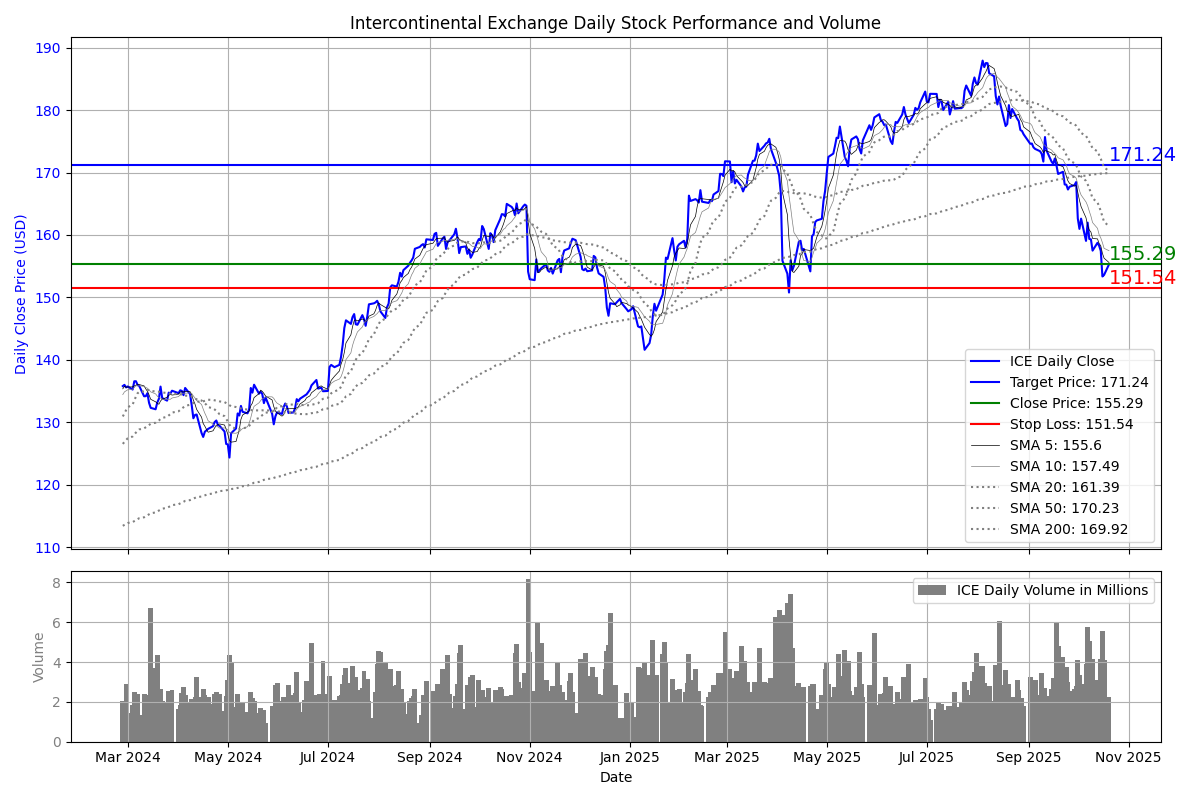 Intercontinental Exchange Daily Stock Performance and Volume
Daily Close Price (USD)
190
180
170
160
150
140
130
120
110
171.24
155.29
151.54
ICE Daily Close
Target Price: 171.24
Close Price: 155.29
Stop Loss: 151.54
SMA 5: 155.6
SMA 10: 157.49
SMA 20: 161.39
SMA 50: 170.23
SMA 200: 169.92
Volume
8
6
4
2
0
ICE Daily Volume in Millions
Mar 2024 May 2024 Jul 2024 Sep 2024 Nov 2024 Jan 2025 Mar 2025 May 2025 Jul 2025 Sep 2025 Nov 2025
Date